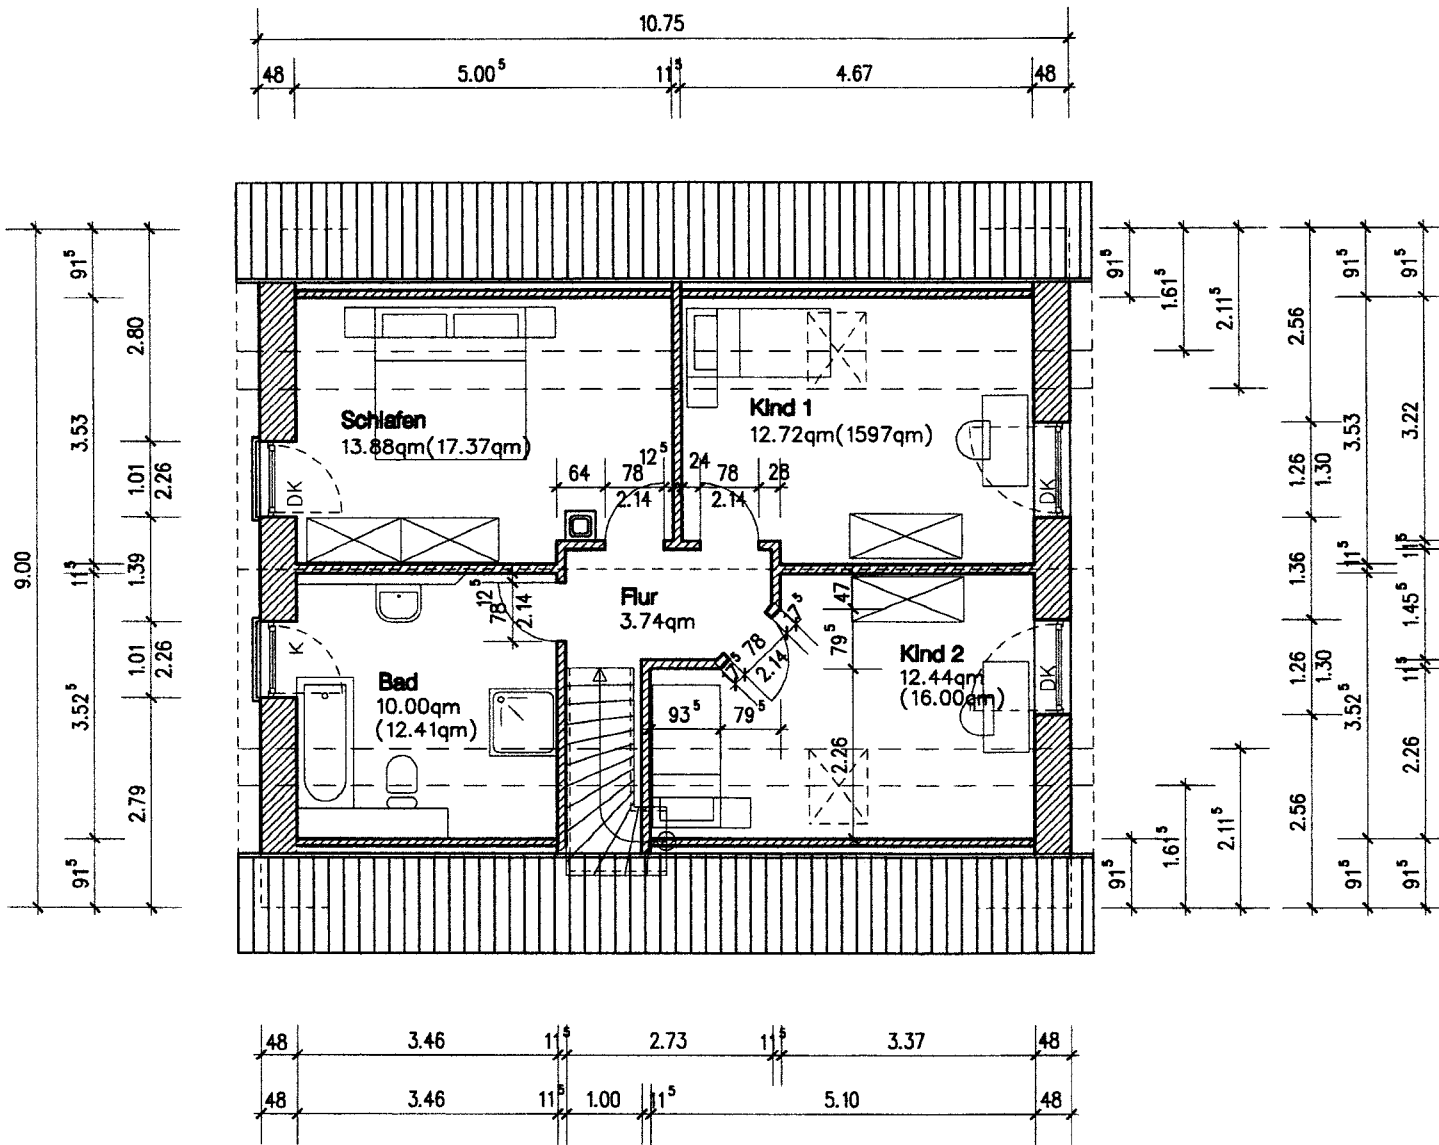 10.75
48 5.00⁵ 11⁵ 4.67 48
91⁵ 3.53 11⁵ 3.52⁵ 91⁵
9.00
2.80 1.01 2.26 1.39 1.01 2.26 2.79
Schlafen
13.88qm(17.37qm)
Kind 1
12.72qm(1597qm)
64 78 12⁵ 24 78 28
2.14 2.14
DK
DK
Flur
3.74qm
12⁵
78
2.14
K
Bad
10.00qm
(12.41qm)
47
79⁵
17⁵
78
2.14
17⁵
Kind 2
12.44qm
(16.00qm)
DK
93⁵ 79⁵
2.26
91⁵ 1.61⁵ 2.11⁵
2.56 1.26 1.30 1.36 1.26 1.30 2.56
91⁵ 3.53 11⁵ 3.52⁵ 91⁵
91⁵ 3.22 11⁵ 1.45⁵ 11⁵ 2.26 91⁵
91⁵ 1.61⁵ 2.11⁵
48 3.46 11⁵ 2.73 11⁵ 3.37 48
48 3.46 11⁵ 1.00 11⁵ 5.10 48